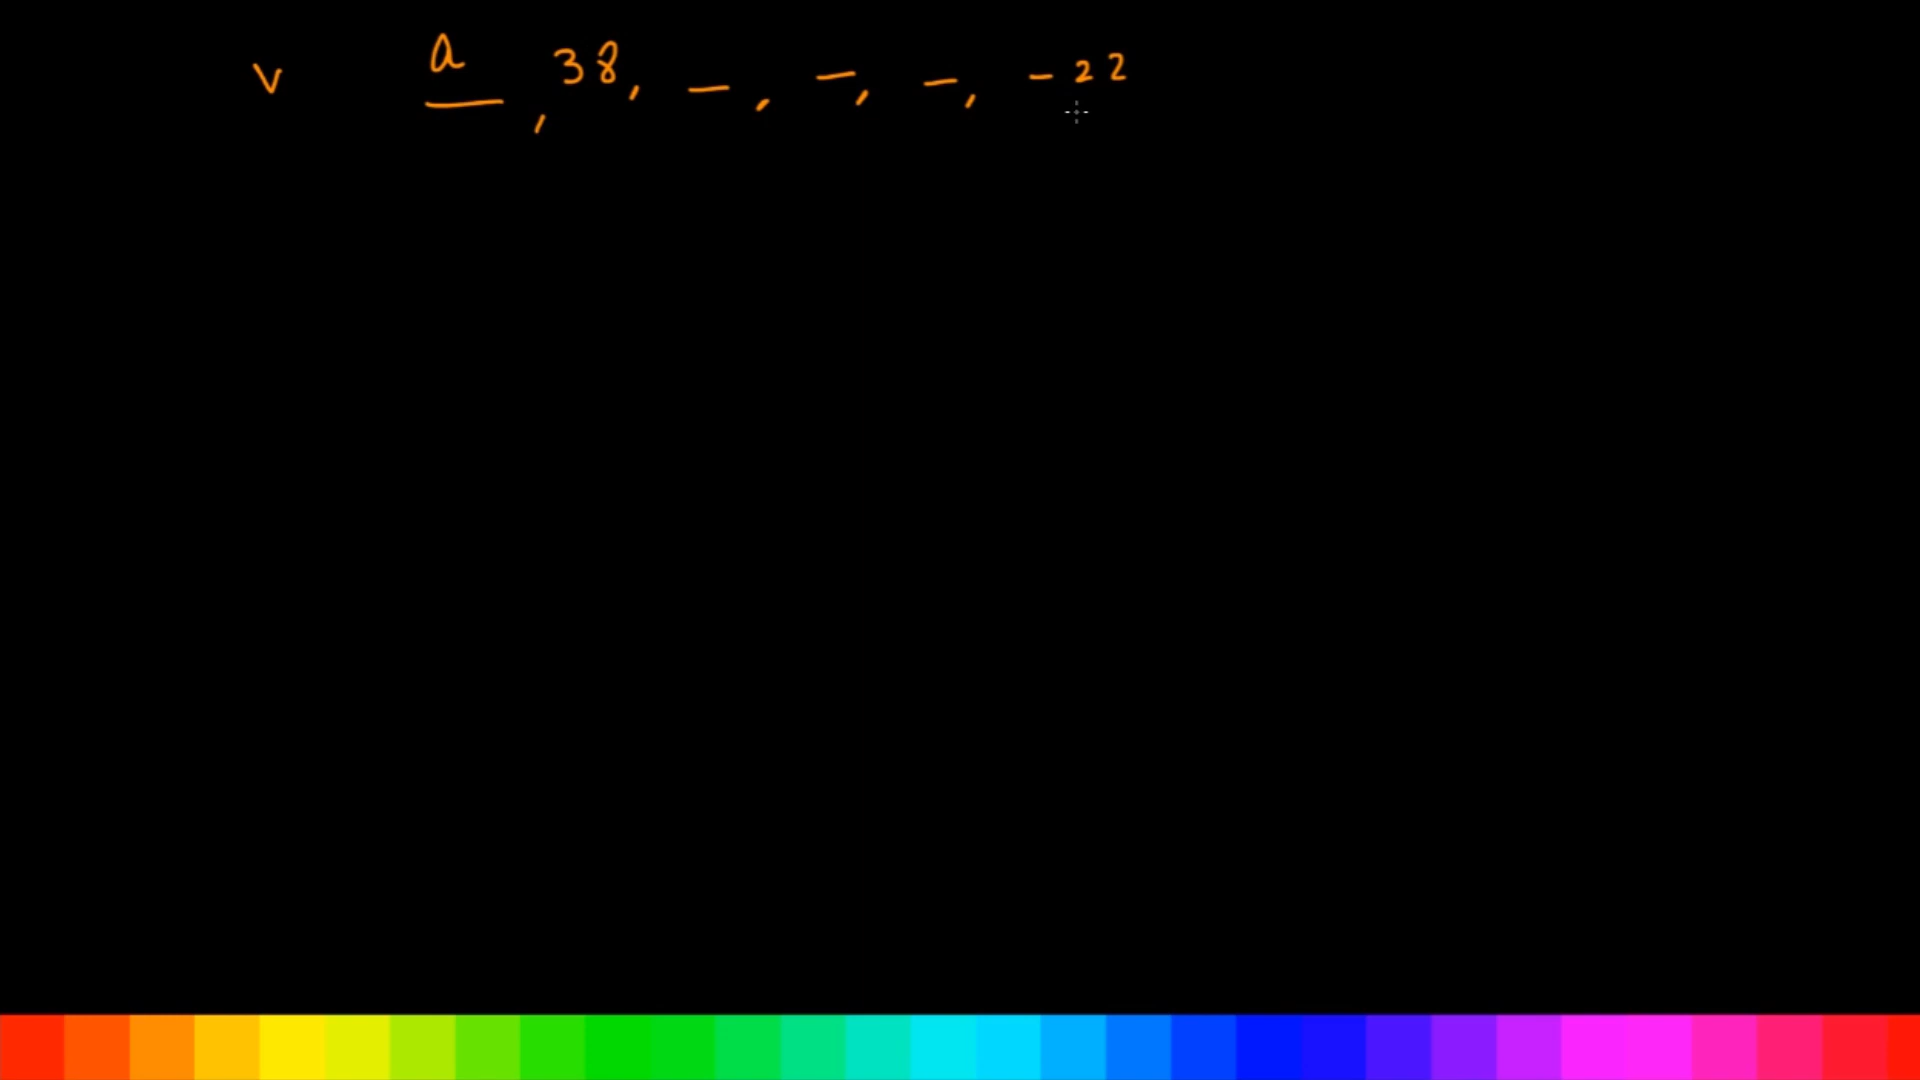 v a, 38, _, _, _, -22